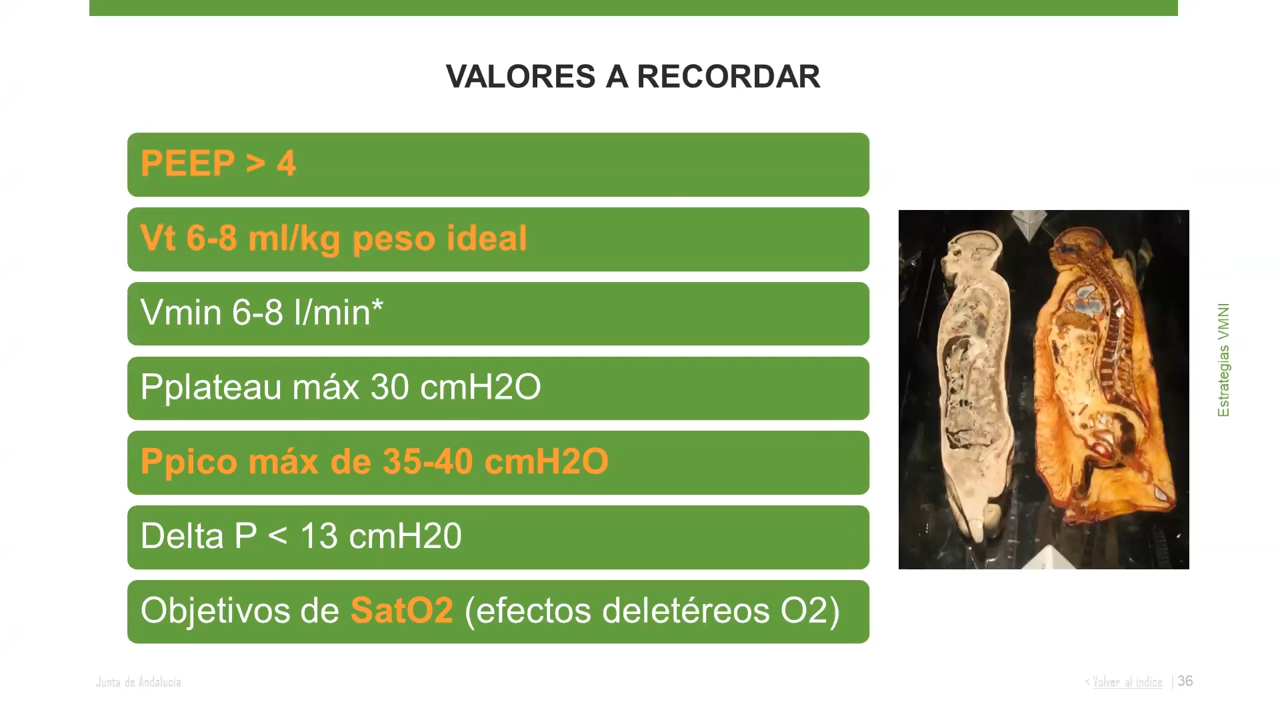 VALORES A RECORDAR
PEEP > 4
Vt 6-8 ml/kg peso ideal
Vmin 6-8 l/min*
Pplateau máx 30 cmH2O
Ppico máx de 35-40 cmH2O
Delta P < 13 cmH20
Objetivos de SatO2 (efectos deletéreos O2)
Estrategias VMNI
Junta de Andalucía
< Volver al índice | 36